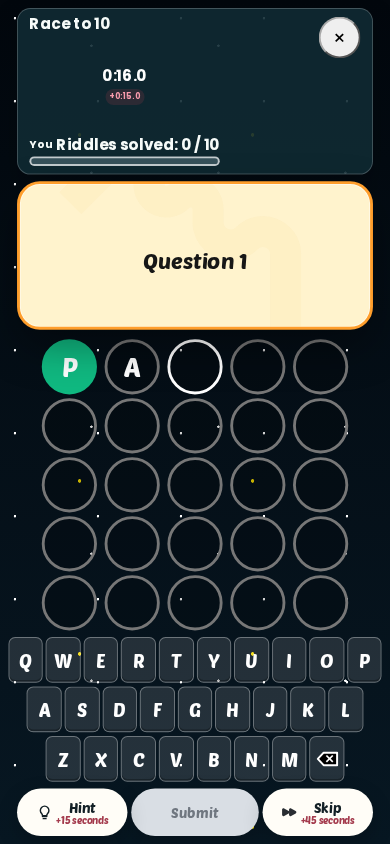 Race to 10
×
0:16.0
+0:15.0
You Riddles solved: 0 / 10
Question 1
P A
Q W E R T Y U I O P
A S D F G H J K L
Z X C V B N M
Hint
+15 seconds
Submit
Skip
+45 seconds